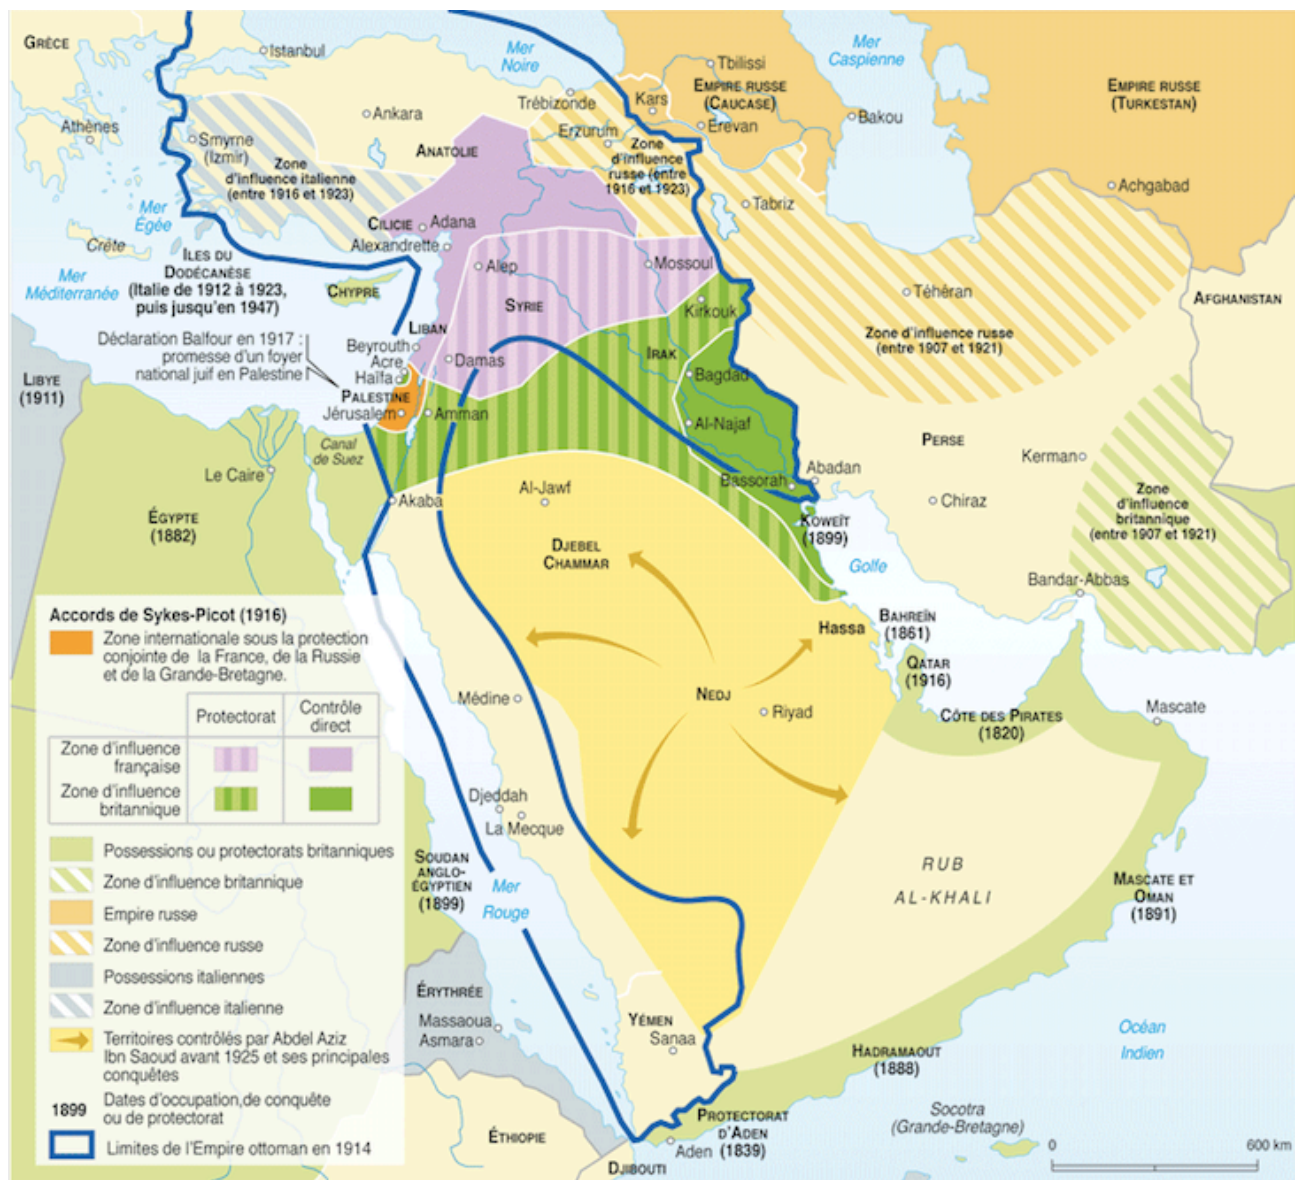 GRÈCE
Istanbul
Mer
Noire
Mer
Caspienne
Tbilissi
EMPIRE RUSSE
(CAUCASE)
EMPIRE RUSSE
(TURKESTAN)
Kars
Trébizonde
Erzurum
Erevan
Bakou
Ankara
Athènes
Smyrne
(Izmir)
ANATOLIE
Zone
d'influence italienne
(entre 1916 et 1923)
Zone
d'influence
russe (entre
1916 et 1923)
Achgabad
Tabriz
Mer
Égée
CILICIE
Adana
Alexandrette
Crète
ILES DU
DODÉCANÈSE
(Italie de 1912 à 1923,
puis jusqu'en 1947)
Mer
Méditerranée
CHYPRE
Alep
Mossoul
SYRIE
Kirkouk
Téhéran
AFGHANISTAN
Zone d'influence russe
(entre 1907 et 1921)
LIBAN
Déclaration Balfour en 1917 :
promesse d'un foyer
national juif en Palestine
Beyrouth
Acre
Haïfa
Damas
IRAK
Bagdad
LIBYE
(1911)
PALESTINE
Jérusalem
Amman
Al-Najaf
Canal
de Suez
PERSE
Kerman
Le Caire
Abadan
Bassorah
Chiraz
Akaba
Al-Jawf
ÉGYPTE
(1882)
KOWEÏT
(1899)
Zone
d'influence
britannique
(entre 1907 et 1921)
DJEBEL
CHAMMAR
Golfe
Bandar-Abbas
Hassa
BAHREÏN
(1861)
QATAR
(1916)
NEDJ
Médine
Riyad
CÔTE DES PIRATES
(1820)
Mascate
Djeddah
La Mecque
SOUDAN
ANGLO-
ÉGYPTIEN
(1899)
Mer
Rouge
RUB
AL-KHALI
MASCATE ET
OMAN
(1891)
ÉRYTHRÉE
Massaoua
Asmara
YÉMEN
Sanaa
Océan
Indien
HADRAMAOUT
(1888)
Socotra
(Grande-Bretagne)
PROTECTORAT
D'ADEN
(1839)
Aden
ÉTHIOPIE
DJIBOUTI
0
600 km
Accords de Sykes-Picot (1916)
Zone internationale sous la protection
conjointe de la France, de la Russie
et de la Grande-Bretagne.
Protectorat
Contrôle
direct
Zone d'influence
française
Zone d'influence
britannique
Possessions ou protectorats britanniques
Zone d'influence britannique
Empire russe
Zone d'influence russe
Possessions italiennes
Zone d'influence italienne
Territoires contrôlés par Abdel Aziz
Ibn Saoud avant 1925 et ses principales
conquêtes
1899
Dates d'occupation,de conquête
ou de protectorat
Limites de l'Empire ottoman en 1914